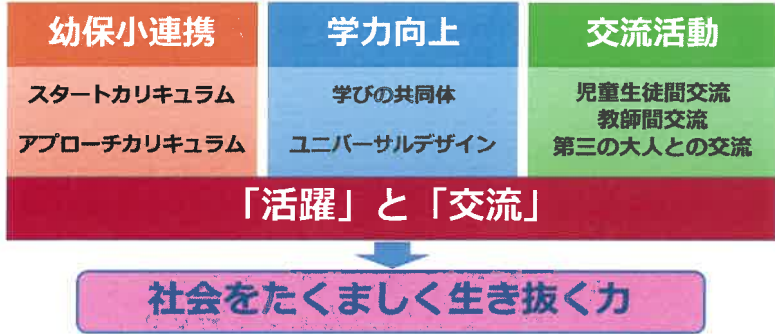 幼保小連携
スタートカリキュラム
アプローチカリキュラム
学力向上
学びの共同体
ユニバーサルデザイン
交流活動
児童生徒間交流
教師間交流
第三の大人との交流
「活躍」と「交流」
社会をたくましく生き抜く力